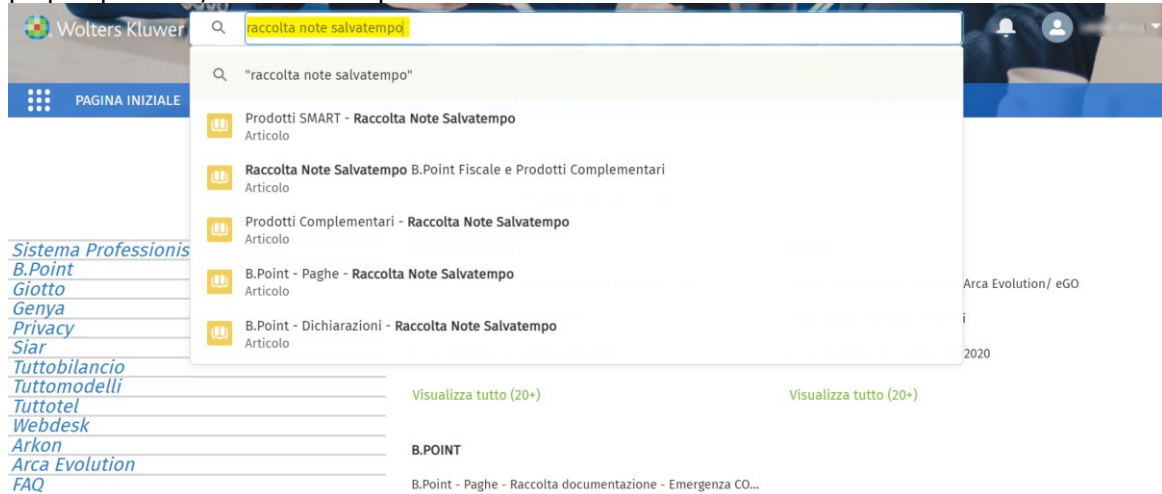 Wolters Kluwer
raccolta note salvatempo
"raccolta note salvatempo"
PAGINA INIZIALE
Prodotti SMART - Raccolta Note Salvatempo
Articolo
Raccolta Note Salvatempo B.Point Fiscale e Prodotti Complementari
Articolo
Prodotti Complementari - Raccolta Note Salvatempo
Articolo
B.Point - Paghe - Raccolta Note Salvatempo
Articolo
B.Point - Dichiarazioni - Raccolta Note Salvatempo
Articolo
Sistema Professionis
B.Point
Giotto
Genya
Privacy
Siar
Tuttobilancio
Tuttomodelli
Tuttotel
Webdesk
Arkon
Arca Evolution
FAQ
Arca Evolution/ eGO
i
2020
Visualizza tutto (20+)
Visualizza tutto (20+)
B.POINT
B.Point - Paghe - Raccolta documentazione - Emergenza CO...